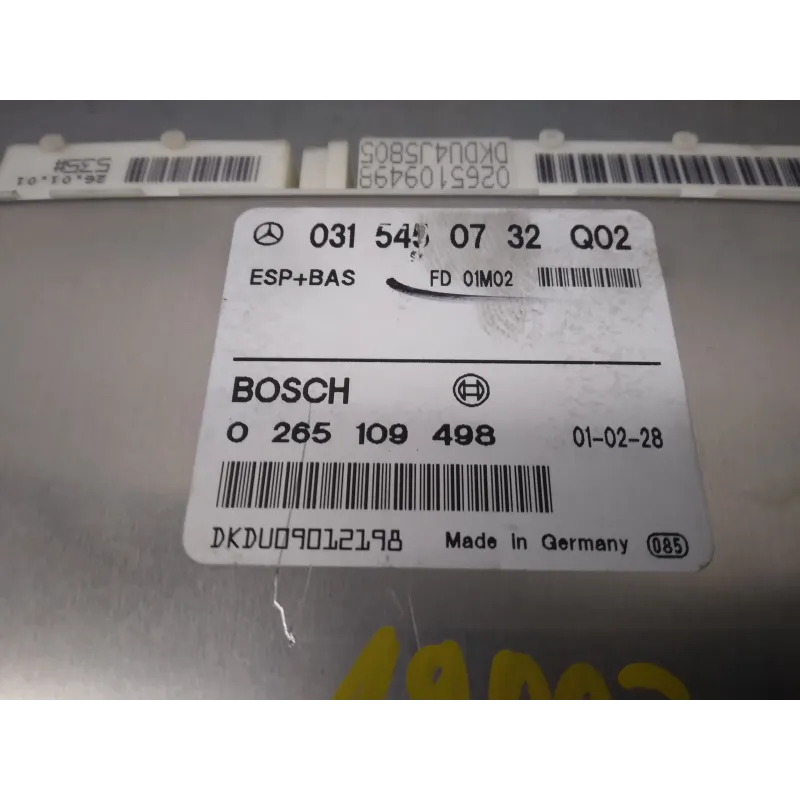 26.01.01
535#
DKDU4J5805
0265109498
031 545 07 32 Q02
ESP+BAS FD 01M02
BOSCH
0 265 109 498 01-02-28
DKDU09012198 Made in Germany 085